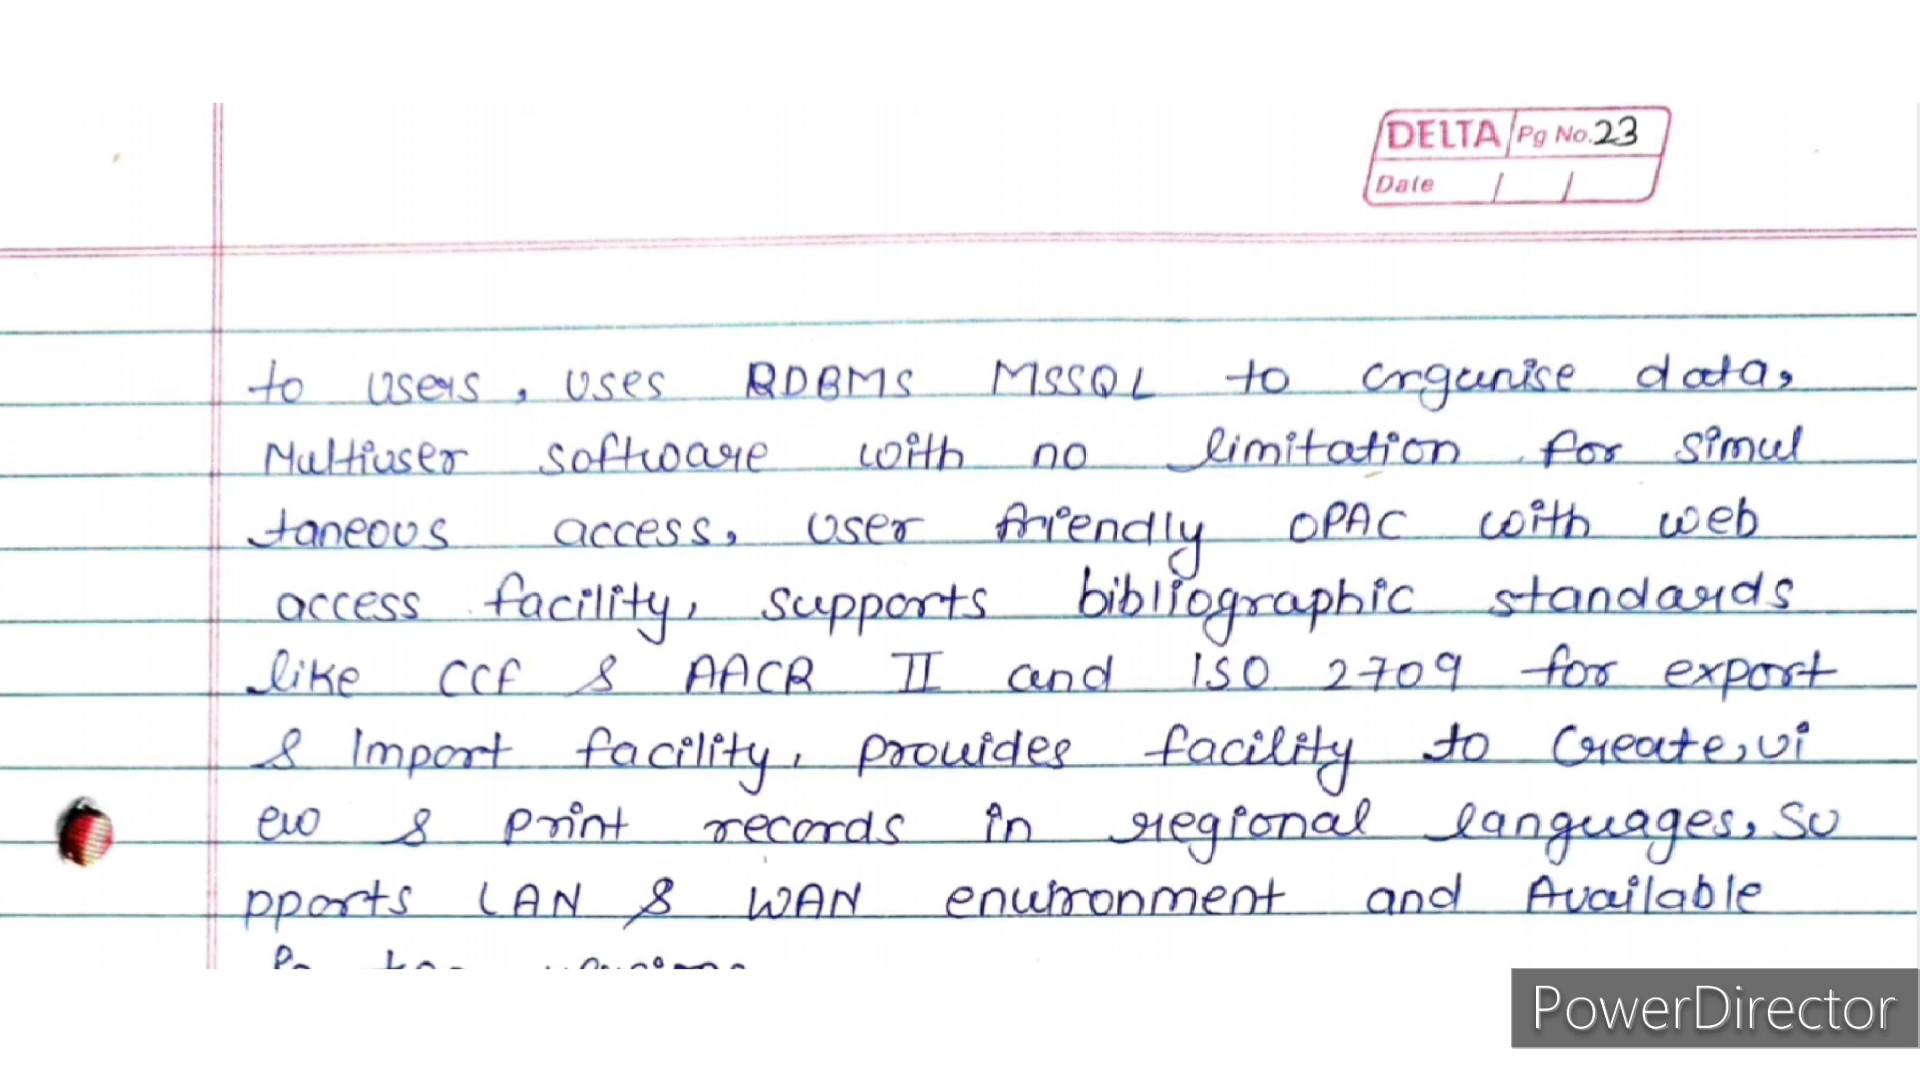 DELTA Pg No. 23
Date / /
to users, uses RDBMS MSSQL to organise data,
Multiuser software with no limitation for simul
taneous access, user friendly OPAC with web
access facility, supports bibliographic standards
like CCF & AACR II and ISO 2709 for export
& Import facility, provides facility to Create, vi
ew & print records in regional languages, Su
pports LAN & WAN environment and Available
PowerDirector